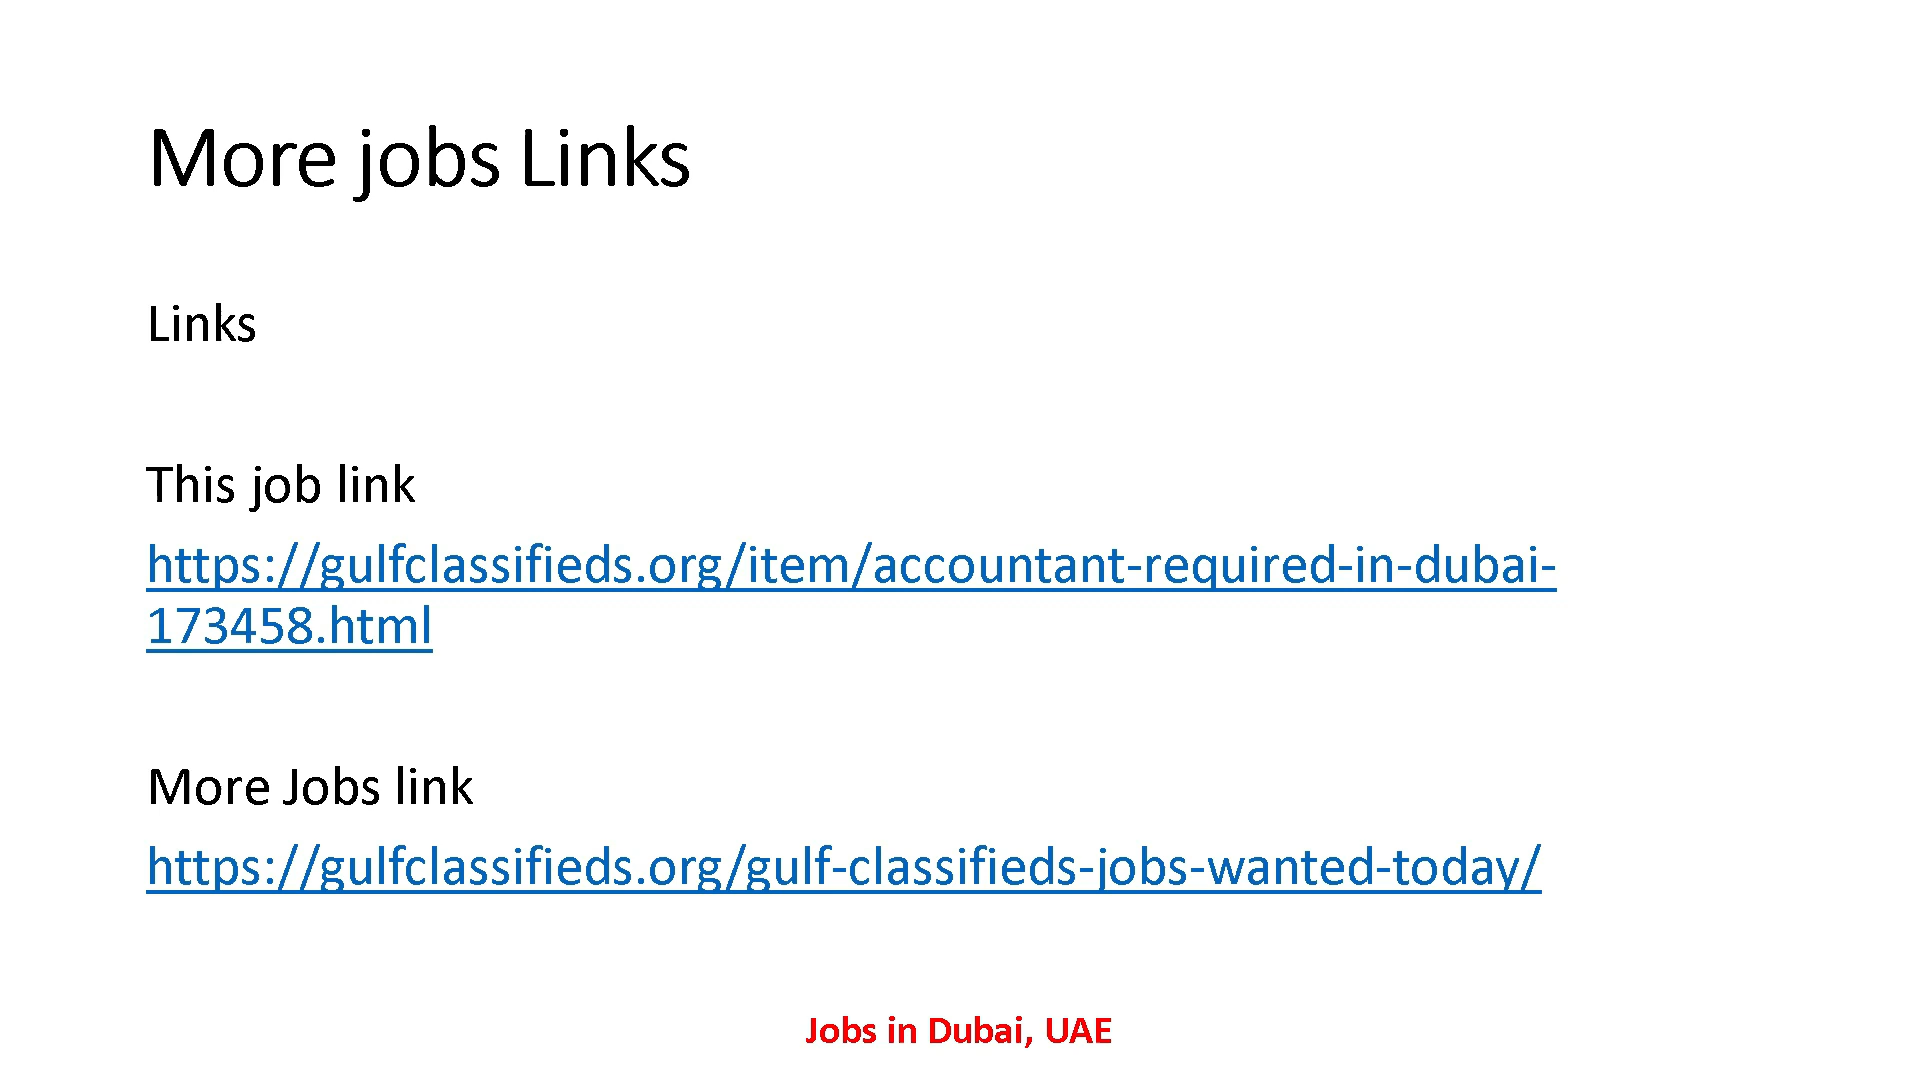 More jobs Links
Links
This job link
https://gulfclassifieds.org/item/accountant-required-in-dubai-
173458.html
More Jobs link
https://gulfclassifieds.org/gulf-classifieds-jobs-wanted-today/
Jobs in Dubai, UAE